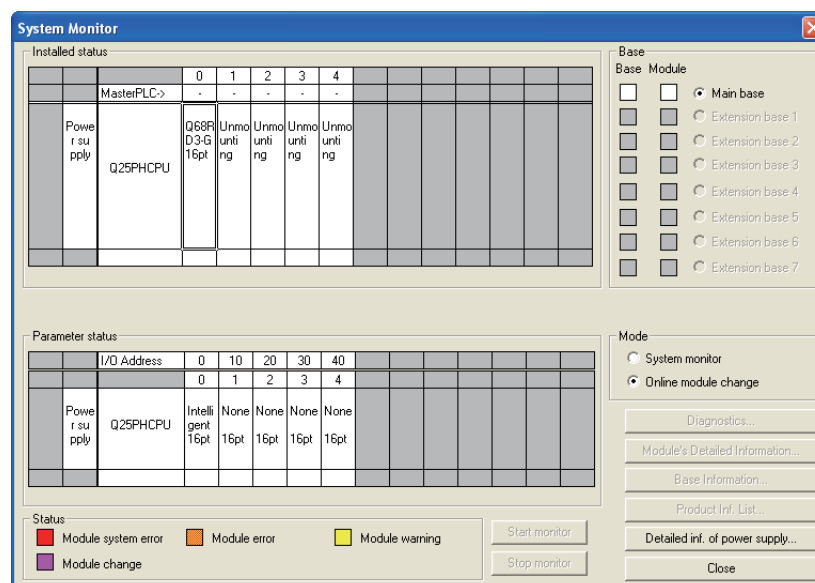 System Monitor
Installed status
0 1 2 3 4
MasterPLC-> - - - - -
Powe Q68R Unmo Unmo Unmo Unmo
r su D3-G unti unti unti unti
pply 16pt ng ng ng ng
Q25PHCPU
Base
Base Module
Main base
Extension base 1
Extension base 2
Extension base 3
Extension base 4
Extension base 5
Extension base 6
Extension base 7
Parameter status
I/O Address 0 10 20 30 40
0 1 2 3 4
Powe Intelli None None None None
r su Q25PHCPU gent
pply 16pt 16pt 16pt 16pt 16pt
Mode
System monitor
Online module change
Diagnostics...
Module's Detailed Information...
Base Information...
Product Inf. List...
Detailed inf. of power supply...
Close
Status
Module system error Module error Module warning
Module change
Start monitor
Stop monitor